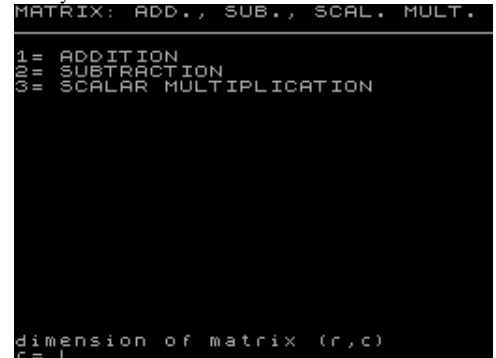 MATRIX: ADD., SUB., SCAL. MULT.
1= ADDITION
2= SUBTRACTION
3= SCALAR MULTIPLICATION
dimension of matrix (r,c)
r=